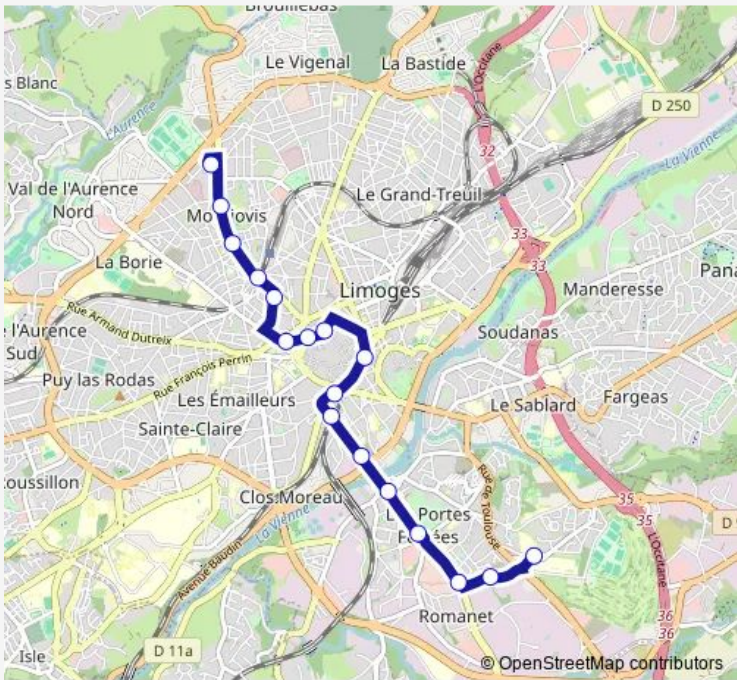 Brouillebas
Le Vigenal
La Bastide
s Blanc
L'Aurence
L'Occitane
D 250
32
La Vienne
Val de l'Aurence
Nord
Le Grand-Treuil
33
33
La Borie
Pana
Limoges
Manderesse
Rue Armand Dutreix
e l'Aurence
Sud
Soudanas
Rue François Perrin
Puy las Rodas
Les Émailleurs
Le Sablard
Fargeas
Sainte-Claire
oussillon
Clos Moreau
Rue de Toulouse
35
35
La Vienne
Avenue Baudin
D
L'Occitane
Romanet
36
36
Isle
D 11a
© OpenStreetMap contributors